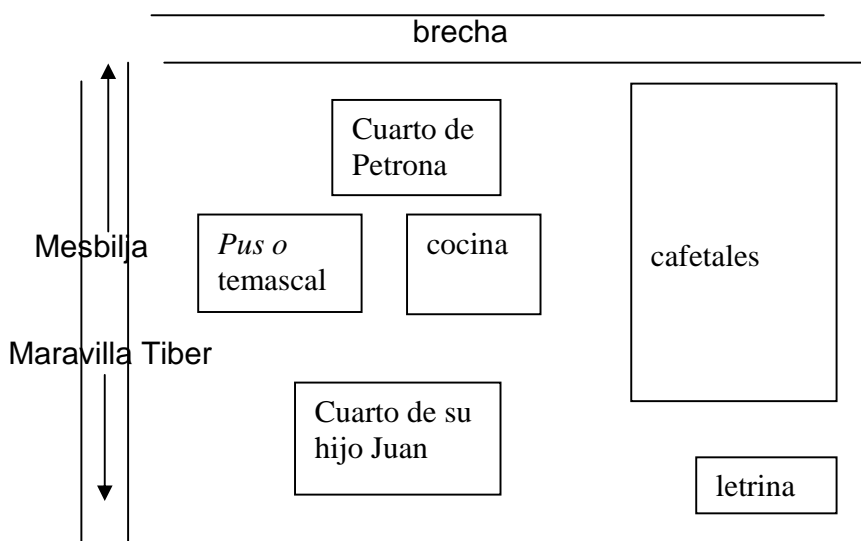 brecha
Cuarto de
Petrona
Mesbilja
Pus o
temascal
cocina
cafetales
Maravilla Tiber
Cuarto de su
hijo Juan
letrina